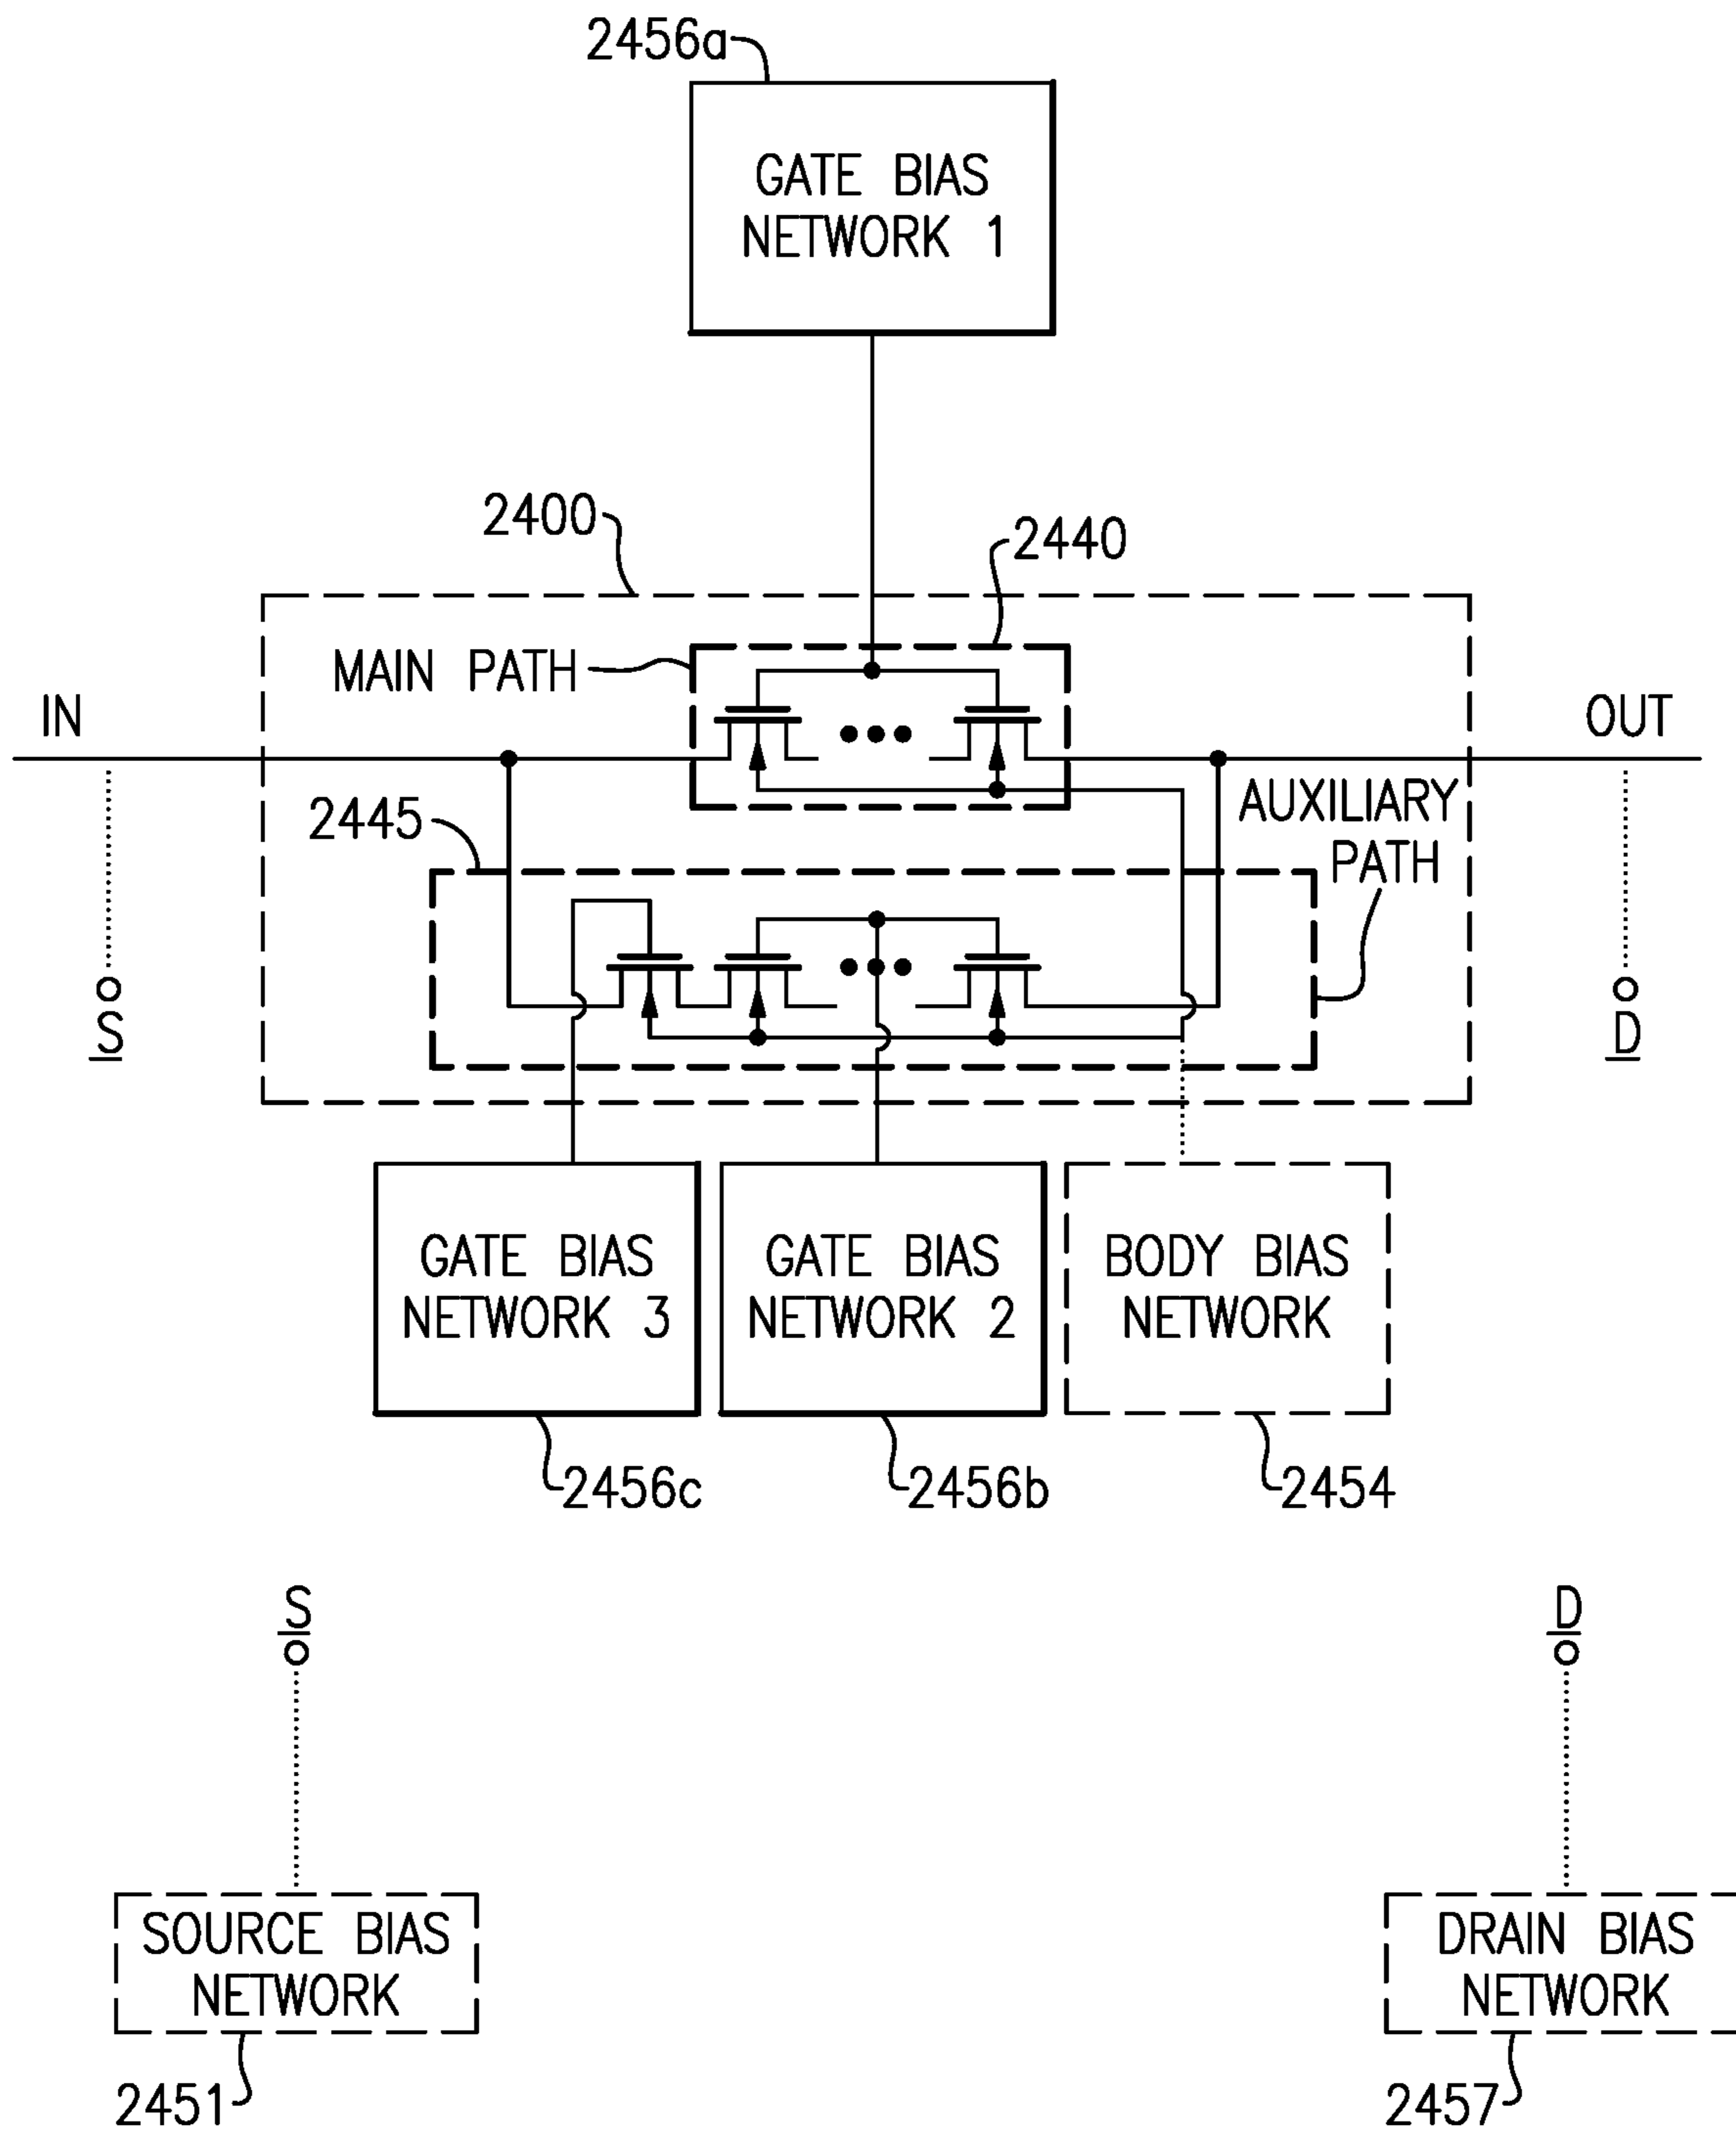 2456a
GATE BIAS
NETWORK 1
2400
2440
MAIN PATH
IN
OUT
2445
AUXILIARY
PATH
S
D
GATE BIAS
NETWORK 3
GATE BIAS
NETWORK 2
BODY BIAS
NETWORK
2456c
2456b
2454
S
D
SOURCE BIAS
NETWORK
DRAIN BIAS
NETWORK
2451
2457